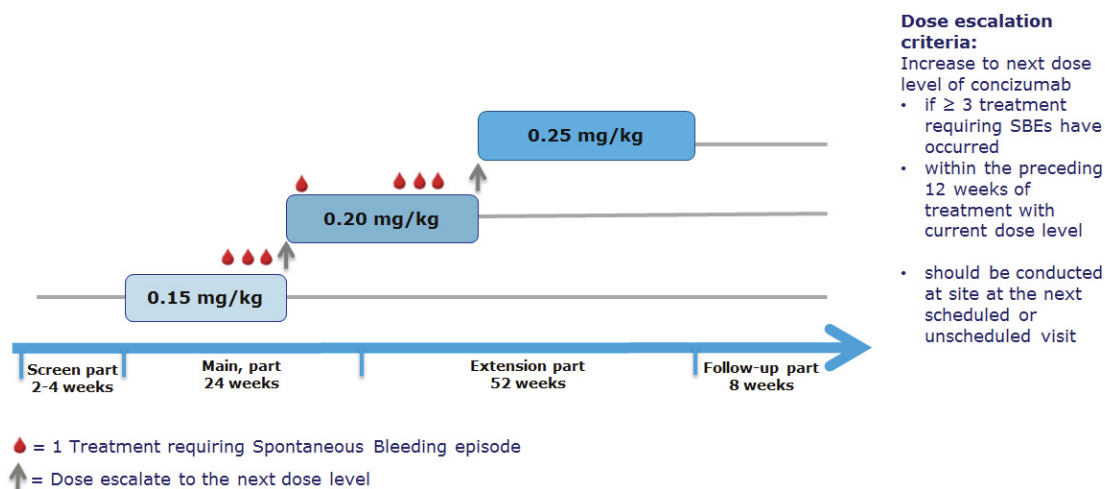 Dose escalation
criteria:
Increase to next dose
level of concizumab
• if ≥ 3 treatment
requiring SBEs have
occurred
• within the preceding
12 weeks of
treatment with
current dose level
• should be conducted
at site at the next
scheduled or
unscheduled visit
0.25 mg/kg
0.20 mg/kg
0.15 mg/kg
Screen part
2-4 weeks
Main, part
24 weeks
Extension part
52 weeks
Follow-up part
8 weeks
= 1 Treatment requiring Spontaneous Bleeding episode
= Dose escalate to the next dose level